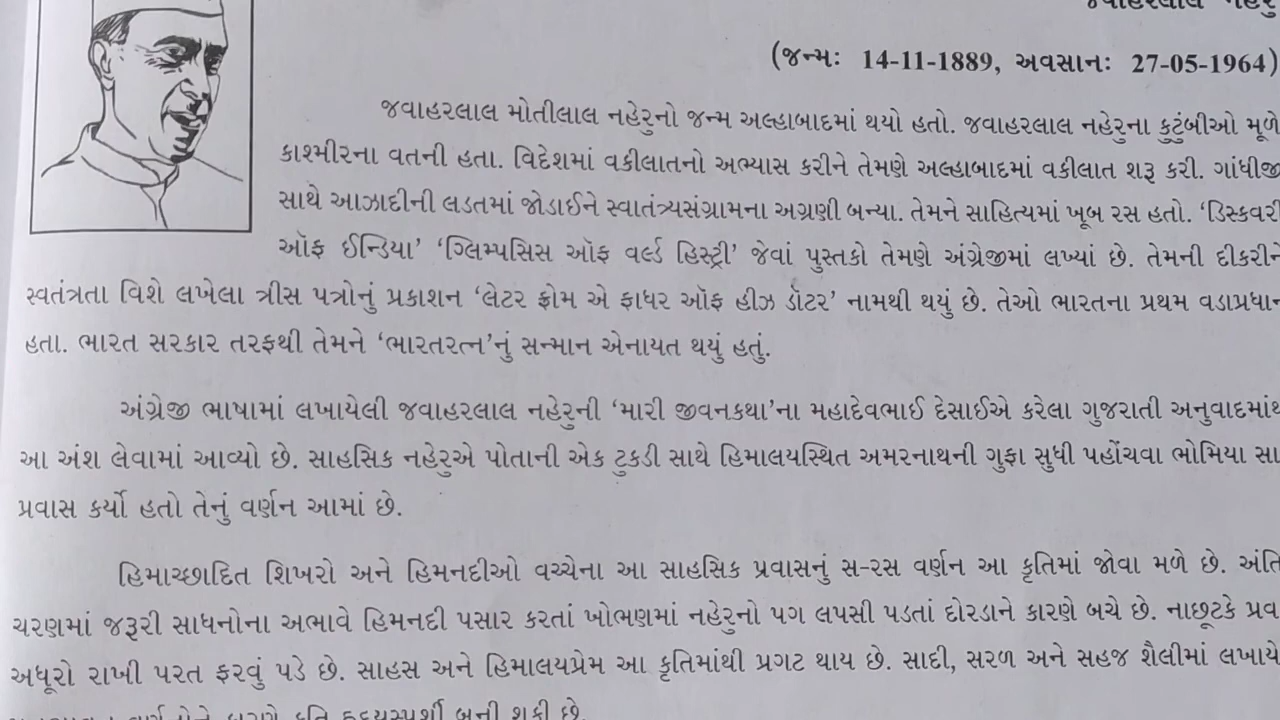 જવાહરલાલ નહેરુ
(જન્મઃ 14-11-1889, અવસાનઃ 27-05-1964)
જવાહરલાલ મોતીલાલ નહેરુનો જન્મ અલ્હાબાદમાં થયો હતો. જવાહરલાલ નહેરુના કુટુંબીઓ મૂળે
કાશ્મીરના વતની હતા. વિદેશમાં વકીલાતનો અભ્યાસ કરીને તેમણે અલ્હાબાદમાં વકીલાત શરૂ કરી. ગાંધીજી
સાથે આઝાદીની લડતમાં જોડાઈને સ્વાતંત્ર્યસંગ્રામના અગ્રણી બન્યા. તેમને સાહિત્યમાં ખૂબ રસ હતો. ‘ડિસ્કવરી
ઑફ ઈન્ડિયા’ ‘ગ્લિમ્પસિસ ઑફ વર્લ્ડ હિસ્ટ્રી’ જેવાં પુસ્તકો તેમણે અંગ્રેજીમાં લખ્યાં છે. તેમની દીકરીને
સ્વતંત્રતા વિશે લખેલા ત્રીસ પત્રોનું પ્રકાશન ‘લેટર ફ્રોમ એ ફાધર ઑફ હીઝ ડૉટર’ નામથી થયું છે. તેઓ ભારતના પ્રથમ વડાપ્રધાન
હતા. ભારત સરકાર તરફથી તેમને ‘ભારતરત્ન’નું સન્માન એનાયત થયું હતું.
અંગ્રેજી ભાષામાં લખાયેલી જવાહરલાલ નહેરુની ‘મારી જીવનકથા’ના મહાદેવભાઈ દેસાઈએ કરેલા ગુજરાતી અનુવાદમાંથ
આ અંશ લેવામાં આવ્યો છે. સાહસિક નહેરુએ પોતાની એક ટુકડી સાથે હિમાલયસ્થિત અમરનાથની ગુફા સુધી પહોંચવા ભોમિયા સા
પ્રવાસ કર્યો હતો તેનું વર્ણન આમાં છે.
હિમાચ્છાદિત શિખરો અને હિમનદીઓ વચ્ચેના આ સાહસિક પ્રવાસનું સ-રસ વર્ણન આ કૃતિમાં જોવા મળે છે. અંતિ
ચરણમાં જરૂરી સાધનોના અભાવે હિમનદી પસાર કરતાં ખોભણમાં નહેરુનો પગ લપસી પડતાં દોરડાને કારણે બચે છે. નાછૂટકે પ્રવ
અધૂરો રાખી પરત ફરવું પડે છે. સાહસ અને હિમાલયપ્રેમ આ કૃતિમાંથી પ્રગટ થાય છે. સાદી, સરળ અને સહજ શૈલીમાં લખાયે
કૃતિ હૃદયસ્પર્શી બની શકી છે.